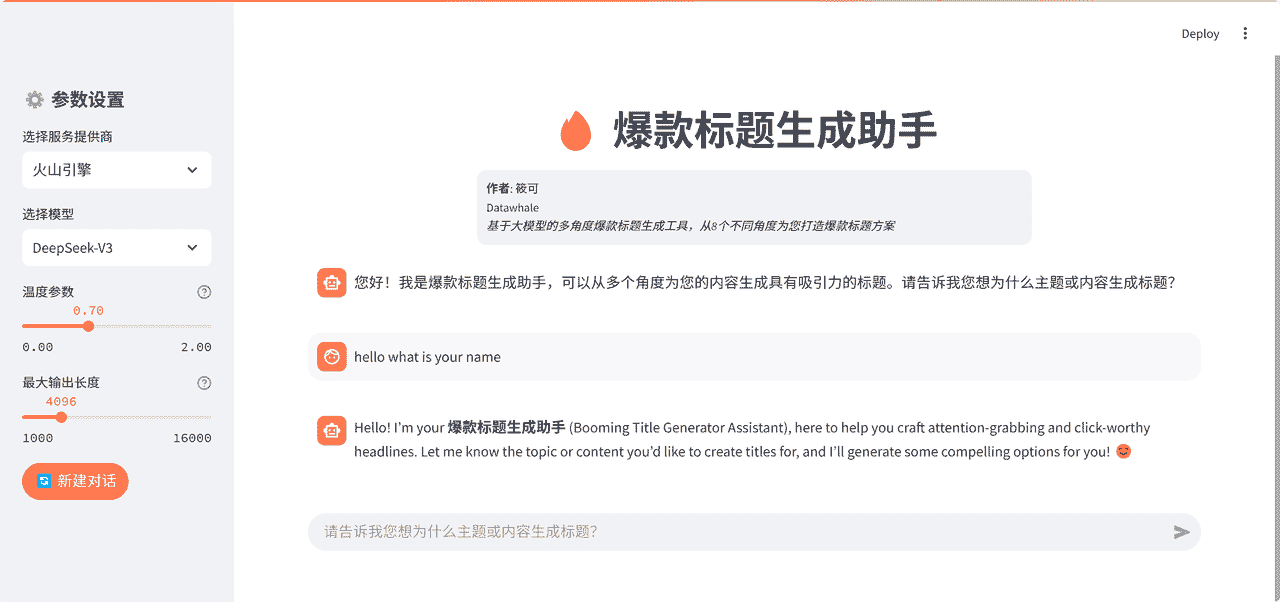 Deploy
参数设置
选择服务提供商
火山引擎
选择模型
DeepSeek-V3
温度参数
0.70
0.00 2.00
最大输出长度
4096
1000 16000
新建对话
爆款标题生成助手
作者: 筱可
Datawhale
基于大模型的多角度爆款标题生成工具，从8个不同角度为您打造爆款标题方案
您好！我是爆款标题生成助手，可以从多个角度为您的内容生成具有吸引力的标题。请告诉我您想为什么主题或内容生成标题？
hello what is your name
Hello! I'm your 爆款标题生成助手 (Booming Title Generator Assistant), here to help you craft attention-grabbing and click-worthy
headlines. Let me know the topic or content you'd like to create titles for, and I'll generate some compelling options for you! 😊
请告诉我您想为什么主题或内容生成标题？